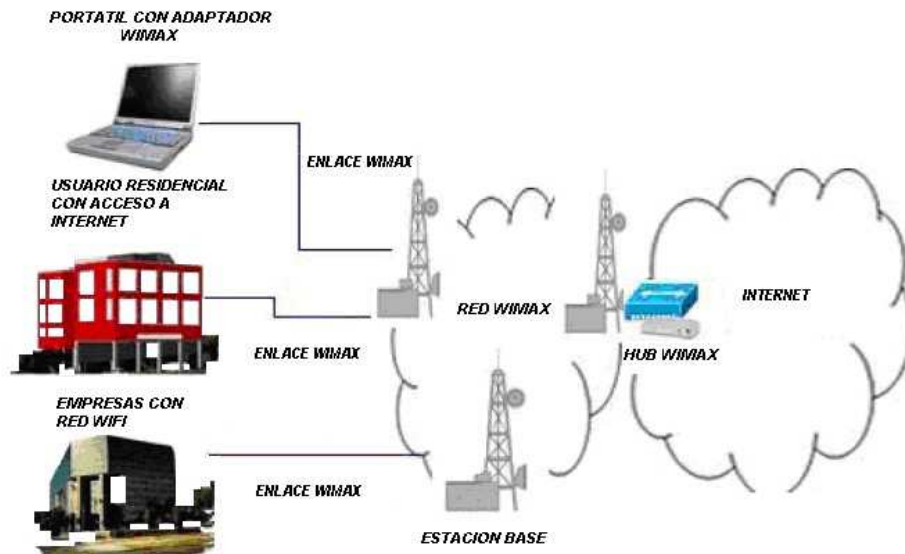 PORTATIL CON ADAPTADOR
WIMAX
ENLACE WIMAX
USUARIO RESIDENCIAL
CON ACCESO A
INTERNET
RED WIMAX
INTERNET
ENLACE WIMAX
HUB WIMAX
EMPRESAS CON
RED WIFI
ENLACE WIMAX
ESTACION BASE